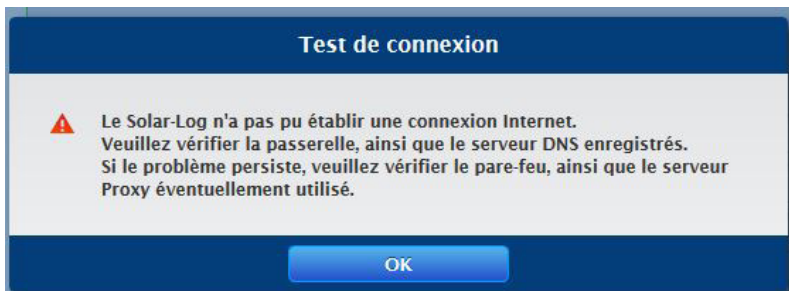 Test de connexion
Le Solar-Log n'a pas pu établir une connexion Internet.
Veuillez vérifier la passerelle, ainsi que le serveur DNS enregistrés.
Si le problème persiste, veuillez vérifier le pare-feu, ainsi que le serveur
Proxy éventuellement utilisé.
OK